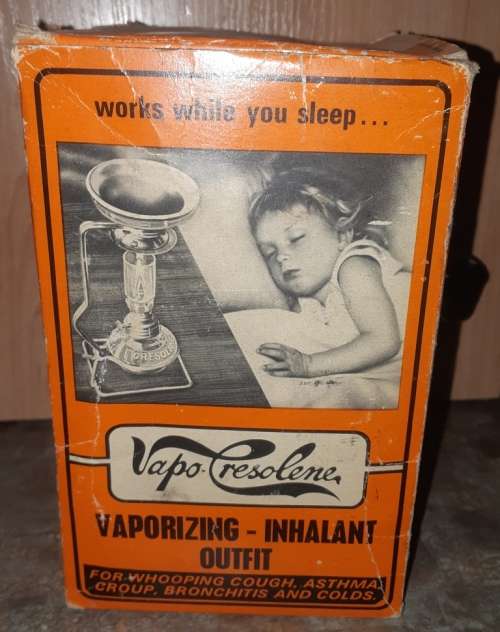 works while you sleep...
CRESOL
Vapo-Cresolene
VAPORIZING - INHALANT
OUTFIT
FOR WHOOPING COUGH, ASTHMA,
CROUP, BRONCHITIS AND COLDS.